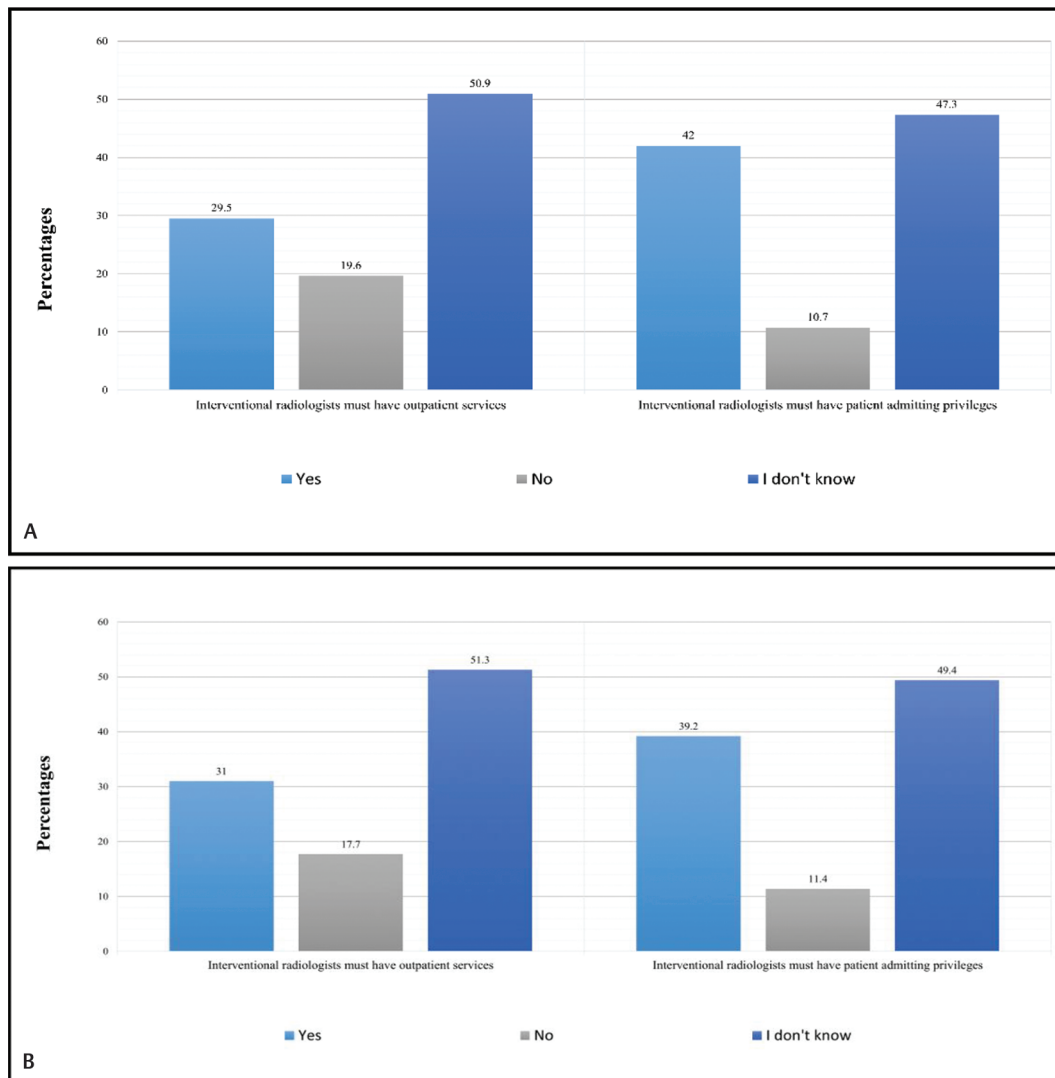 60
50
40
30
20
10
0
Percentages
29.5
19.6
50.9
42
10.7
47.3
Interventional radiologists must have outpatient services
Interventional radiologists must have patient admitting privileges
Yes
No
I don't know
A
60
50
40
30
20
10
0
Percentages
31
17.7
51.3
39.2
11.4
49.4
Interventional radiologists must have outpatient services
Interventional radiologists must have patient admitting privileges
Yes
No
I don't know
B